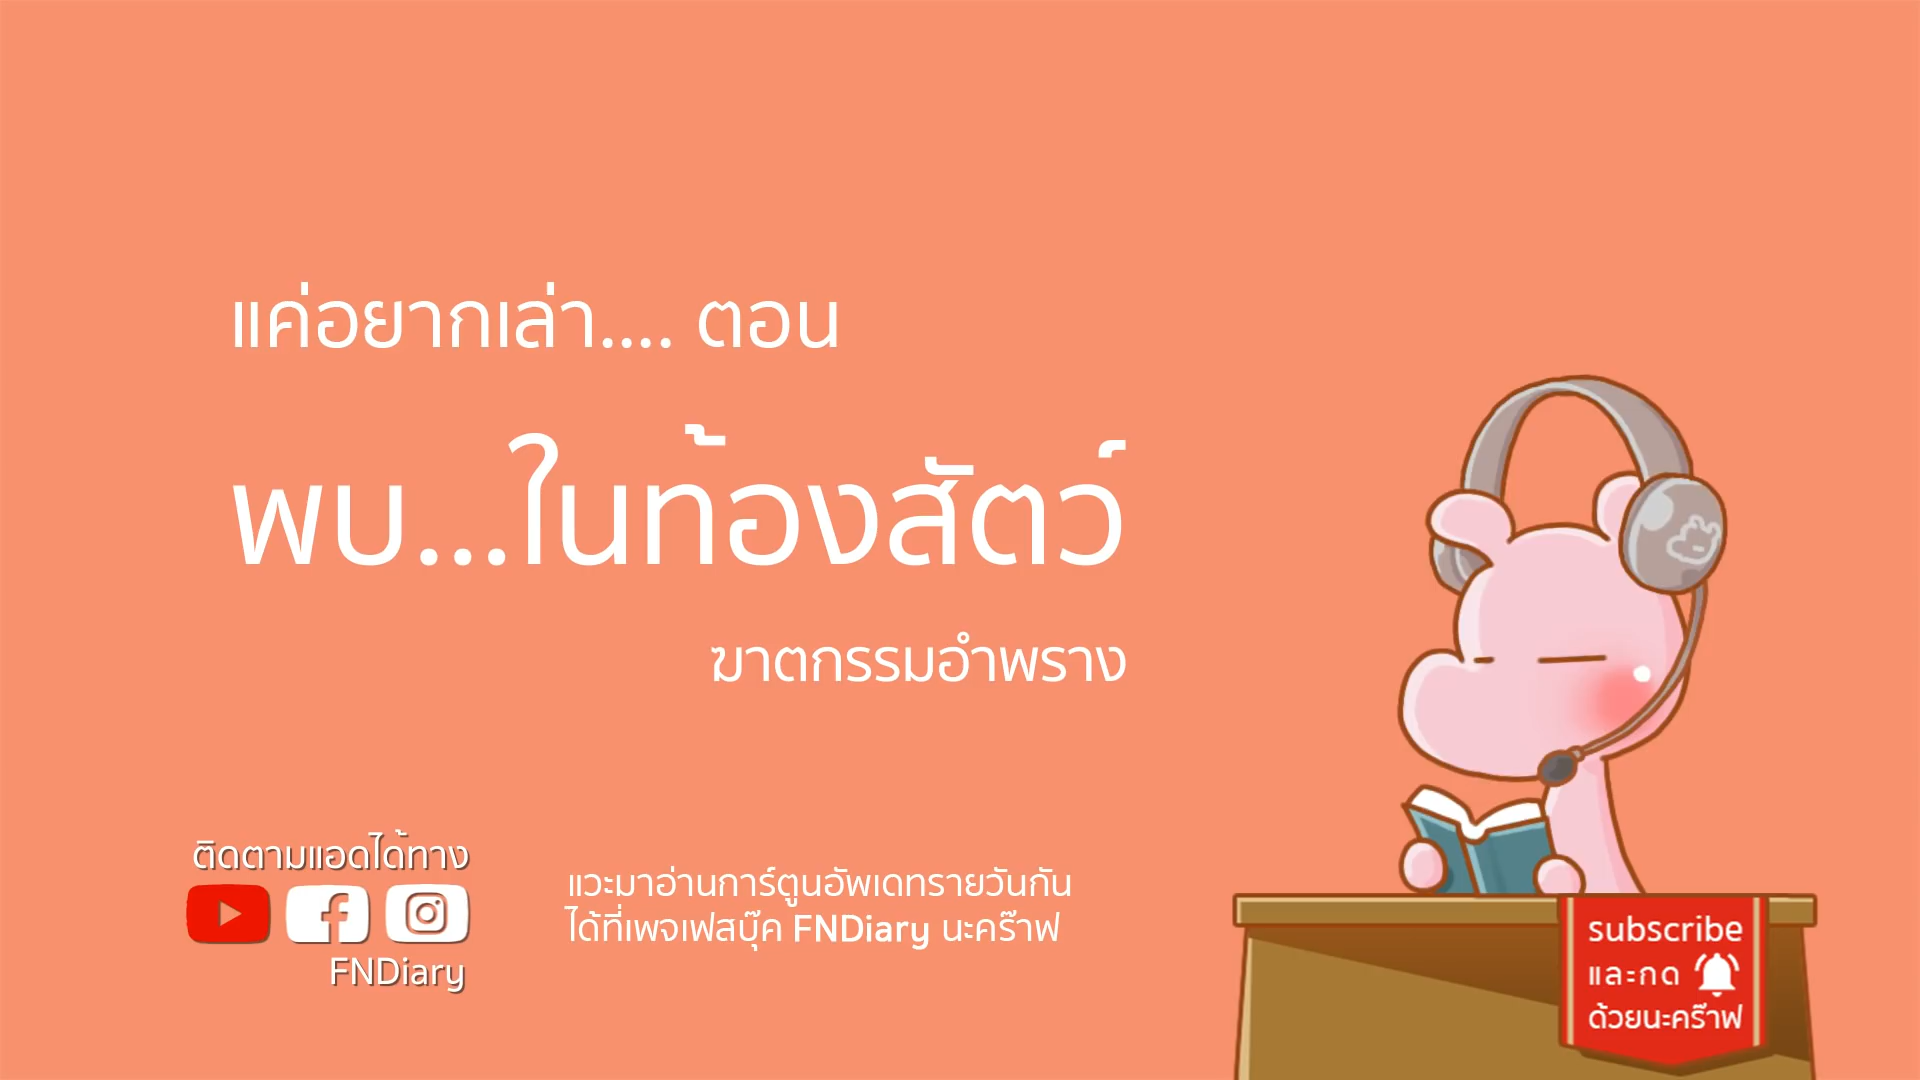 แค่อยากเล่า.... ตอน
พบ...ในท้องสัตว์
ฆาตกรรมอำพราง
ติดตามแอดได้ทาง
FNDiary
แวะมาอ่านการ์ตูนอัพเดทรายวันกัน
ได้ที่เพจเฟสบุ๊ค FNDiary นะคร๊าฟ
subscribe
และกด
ด้วยนะคร๊าฟ